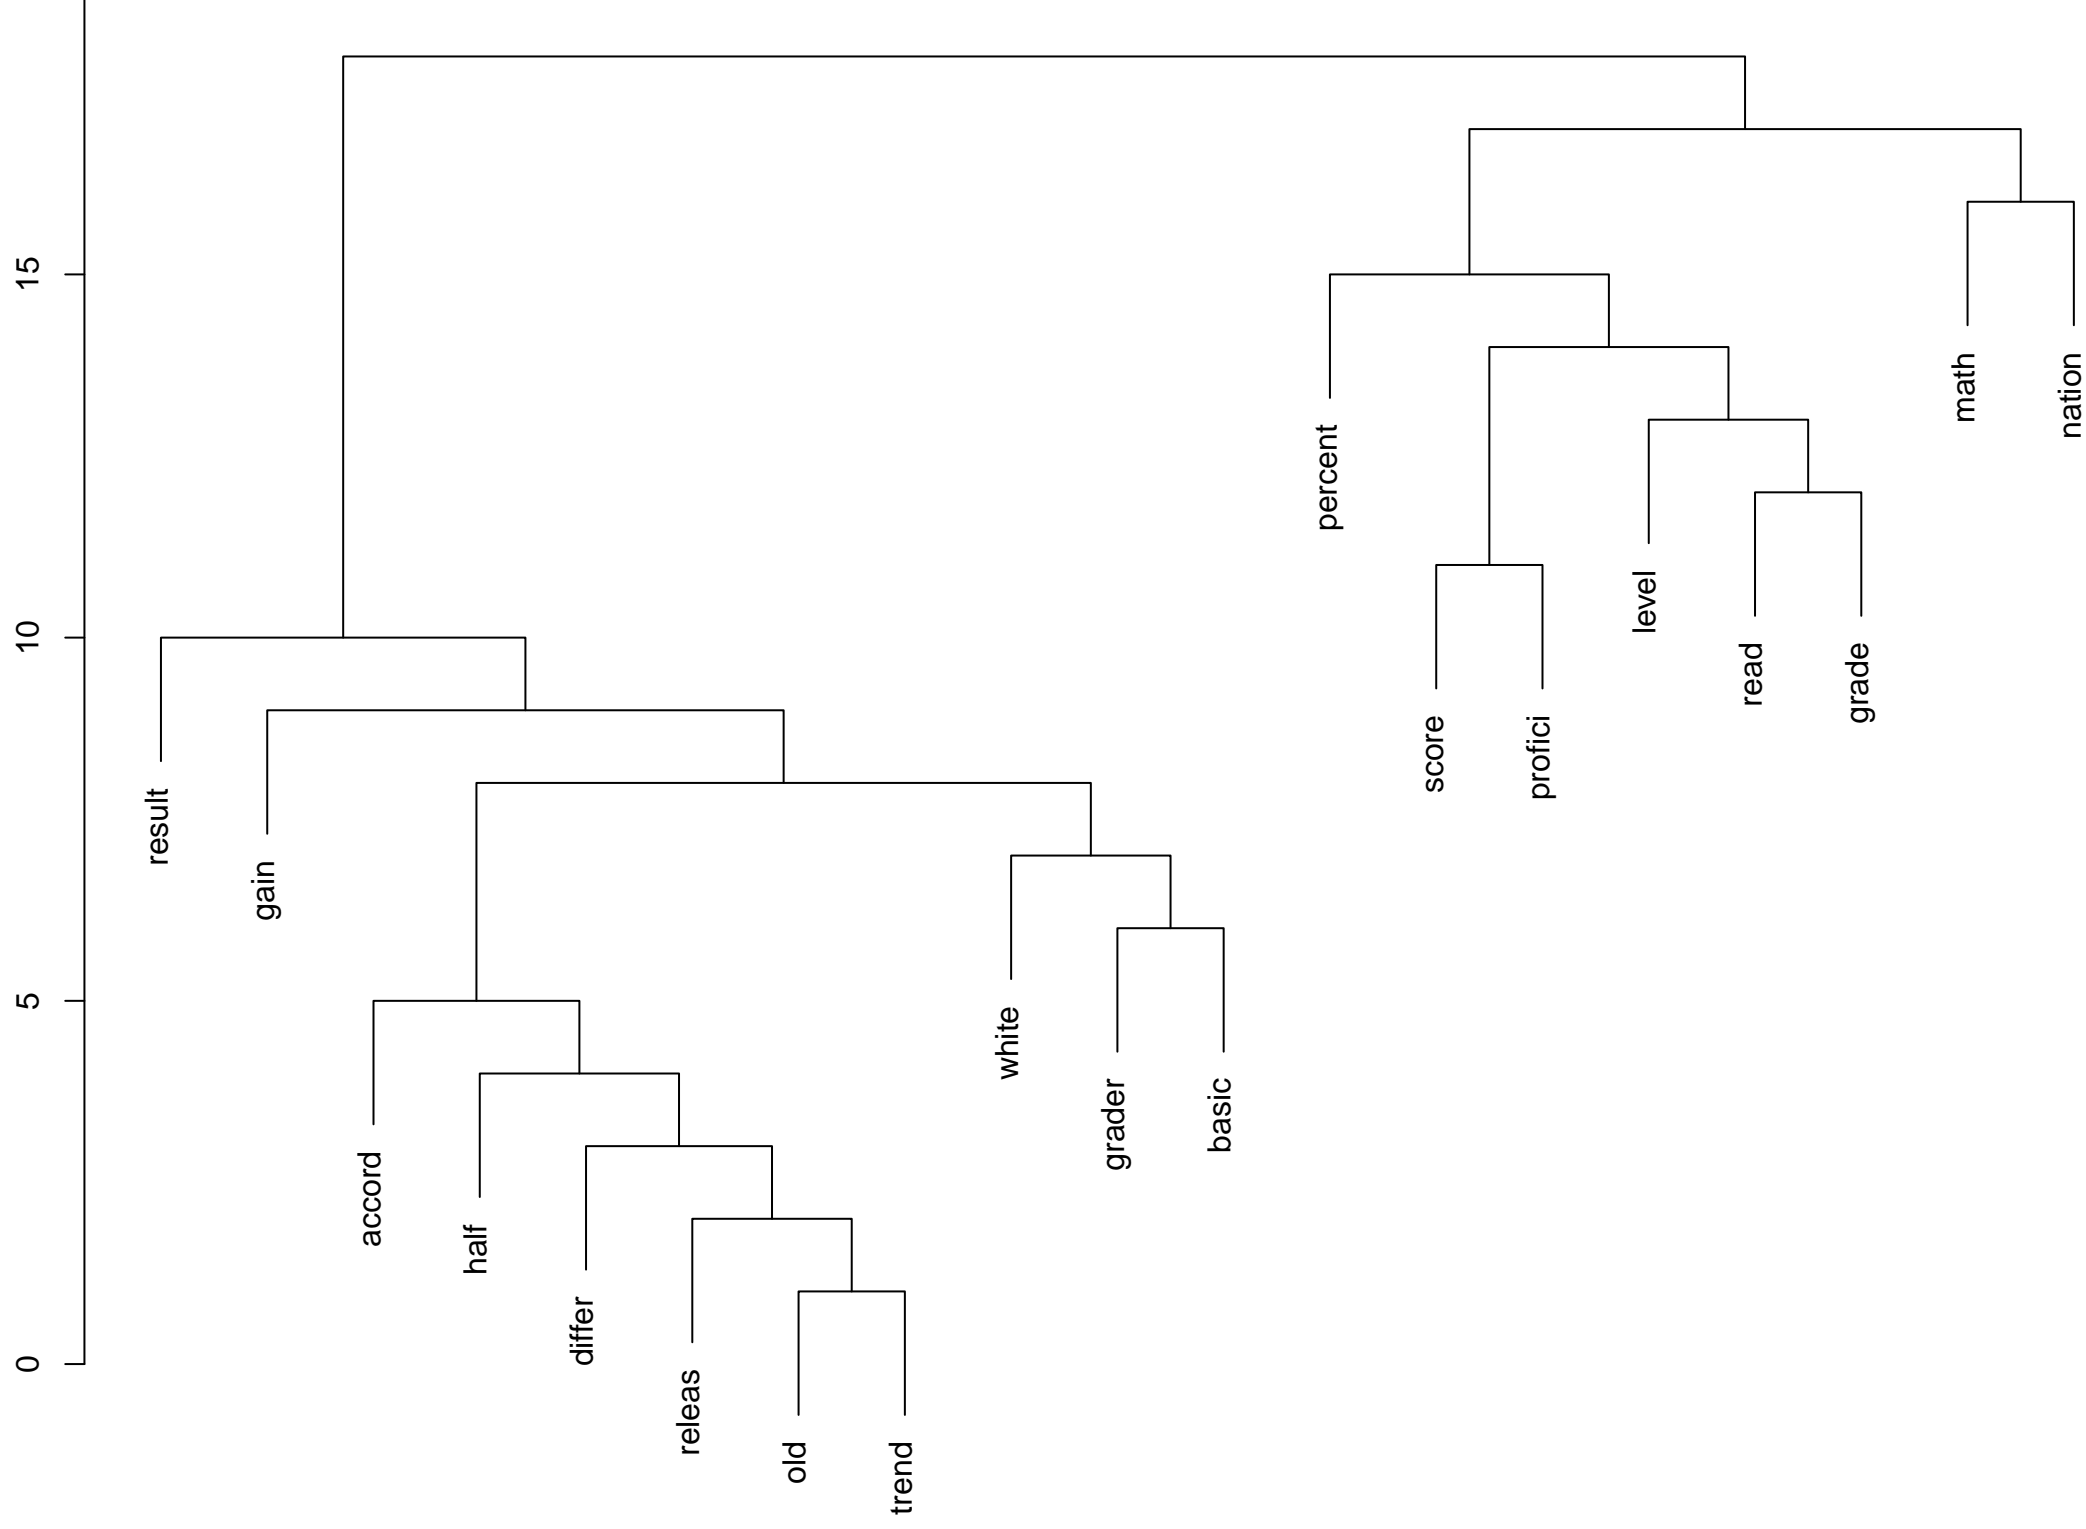 15
10
5
0
result
gain
accord
half
differ
releas
old
trend
white
grader
basic
percent
score
profici
level
read
grade
math
nation